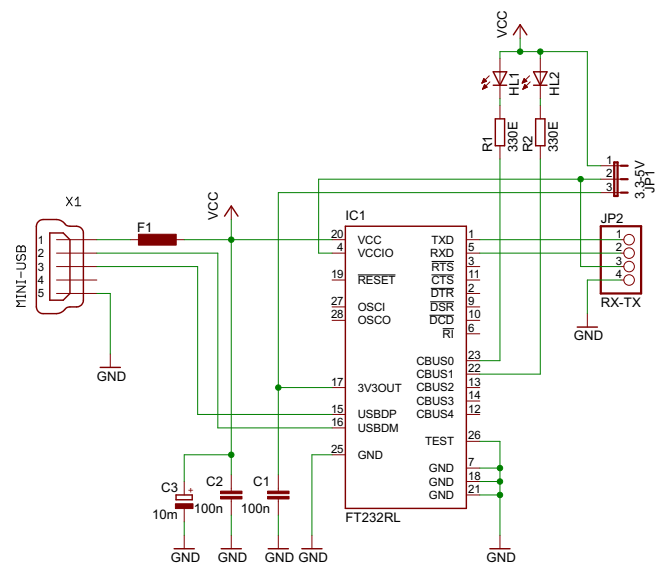 VCC
HL1
HL2
R1
330E
R2
330E
1
2
3
3.3-5V
JP1
X1
MINI-USB
1
2
3
4
5
F1
VCC
GND
IC1
20 VCC TXD 1
4 VCCIO RXD 5
RTS 3
19 RESET CTS 11
DTR 2
27 OSCI DSR 9
28 OSCO DCD 10
RI 6
CBUS0 23
CBUS1 22
17 3V3OUT CBUS2 13
CBUS3 14
15 USBDP CBUS4 12
16 USBDM
TEST 26
25 GND
GND 7
GND 18
GND 21
FT232RL
JP2
1
2
3
4
RX-TX
GND
C3
+
10m
C2
100n
C1
100n
GND GND GND GND GND